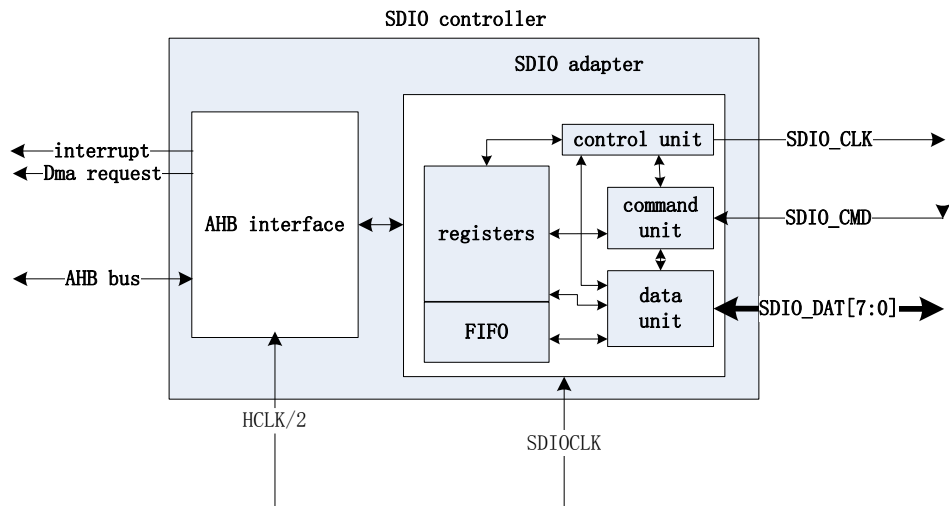 SDIO controller
SDIO adapter
control unit
SDIO_CLK
interrupt
Dma request
command
unit
SDIO_CMD
AHB interface
registers
AHB bus
data
unit
SDIO_DAT[7:0]
FIFO
HCLK/2
SDIOCLK